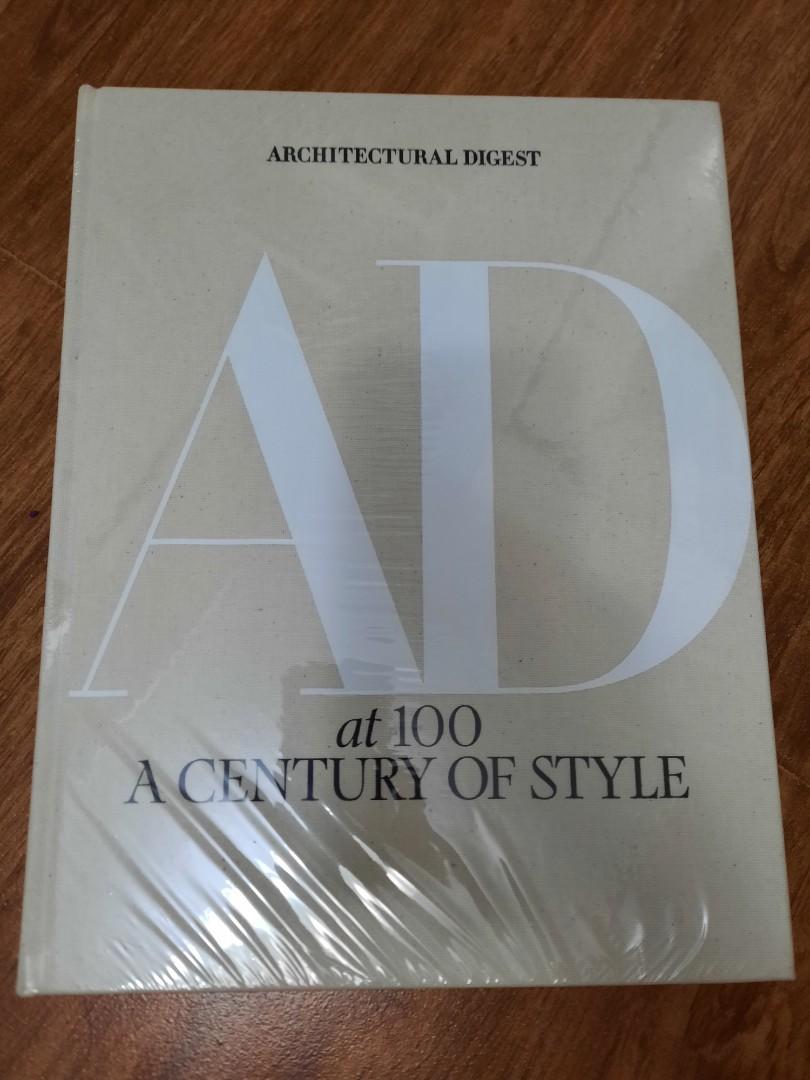 ARCHITECTURAL DIGEST
AD
at 100
A CENTURY OF STYLE